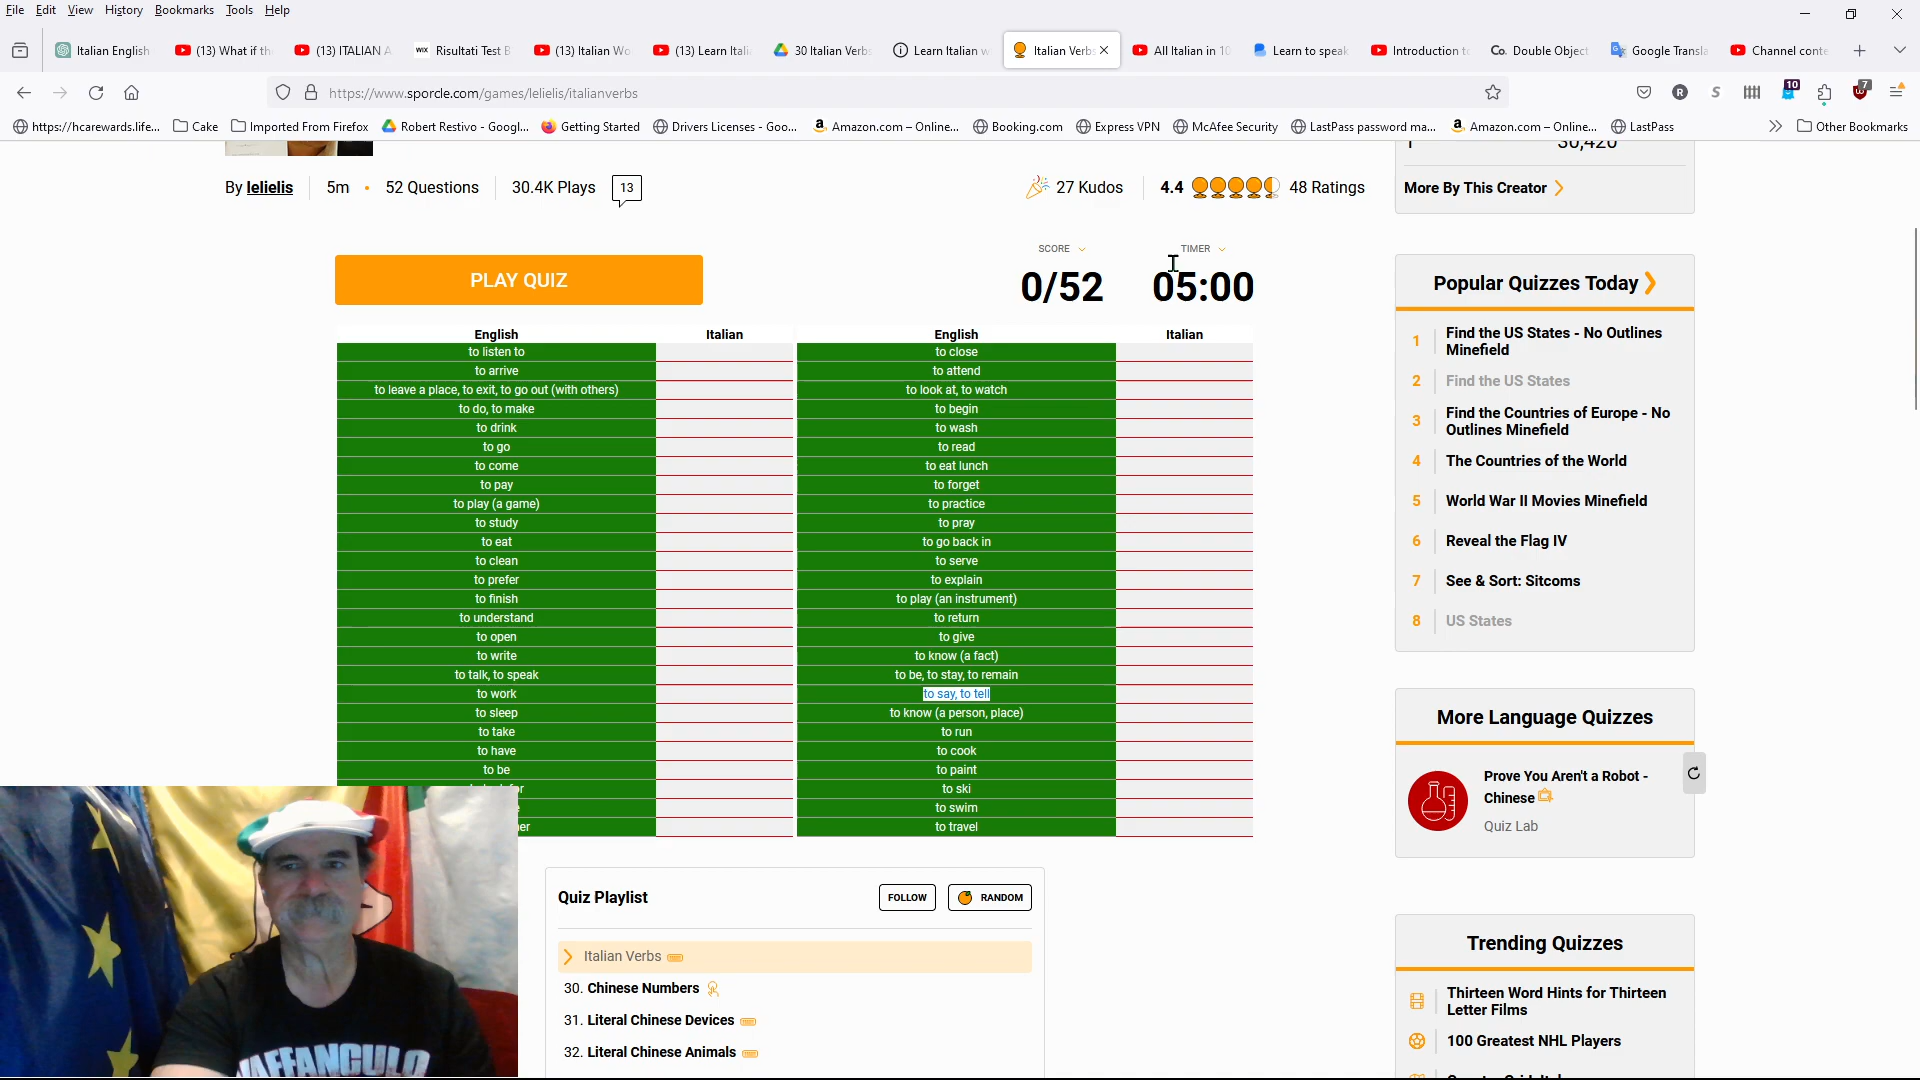 File Edit View History Bookmarks Tools Help
Italian English
(13) What if th
(13) ITALIAN A
WIX Risultati Test B
(13) Italian Wo
(13) Learn Itali
30 Italian Verbs
Learn Italian w
Italian Verbs
All Italian in 10
Learn to speak
Introduction to
Co. Double Object
Google Transla
Channel conte
https://www.sporcle.com/games/lelielis/italianverbs
10
7
https://hcarewards.life...
Cake
Imported From Firefox
Robert Restivo - Googl...
Getting Started
Drivers Licenses - Goo...
Amazon.com – Online...
Booking.com
Express VPN
McAfee Security
LastPass password ma...
Amazon.com – Online...
LastPass
Other Bookmarks
By lelielis
5m • 52 Questions
30.4K Plays
13
27 Kudos
4.4
48 Ratings
PLAY QUIZ
SCORE
0/52
TIMER
05:00
English Italian English Italian
to listen to to close
to arrive to attend
to leave a place, to exit, to go out (with others) to look at, to watch
to do, to make to begin
to drink to wash
to go to read
to come to eat lunch
to pay to forget
to play (a game) to practice
to study to pray
to eat to go back in
to clean to serve
to prefer to explain
to finish to play (an instrument)
to understand to return
to open to give
to write to know (a fact)
to talk, to speak to be, to stay, to remain
to work to say, to tell
to sleep to know (a person, place)
to take to run
to have to cook
to be to paint
to ski
to swim
to travel
Quiz Playlist
FOLLOW
RANDOM
Italian Verbs
30. Chinese Numbers
31. Literal Chinese Devices
32. Literal Chinese Animals
30,420
More By This Creator
Popular Quizzes Today
1 Find the US States - No Outlines
Minefield
2 Find the US States
3 Find the Countries of Europe - No
Outlines Minefield
4 The Countries of the World
5 World War II Movies Minefield
6 Reveal the Flag IV
7 See & Sort: Sitcoms
8 US States
More Language Quizzes
Prove You Aren't a Robot -
Chinese
Quiz Lab
Trending Quizzes
Thirteen Word Hints for Thirteen
Letter Films
100 Greatest NHL Players
VAFFANCULO